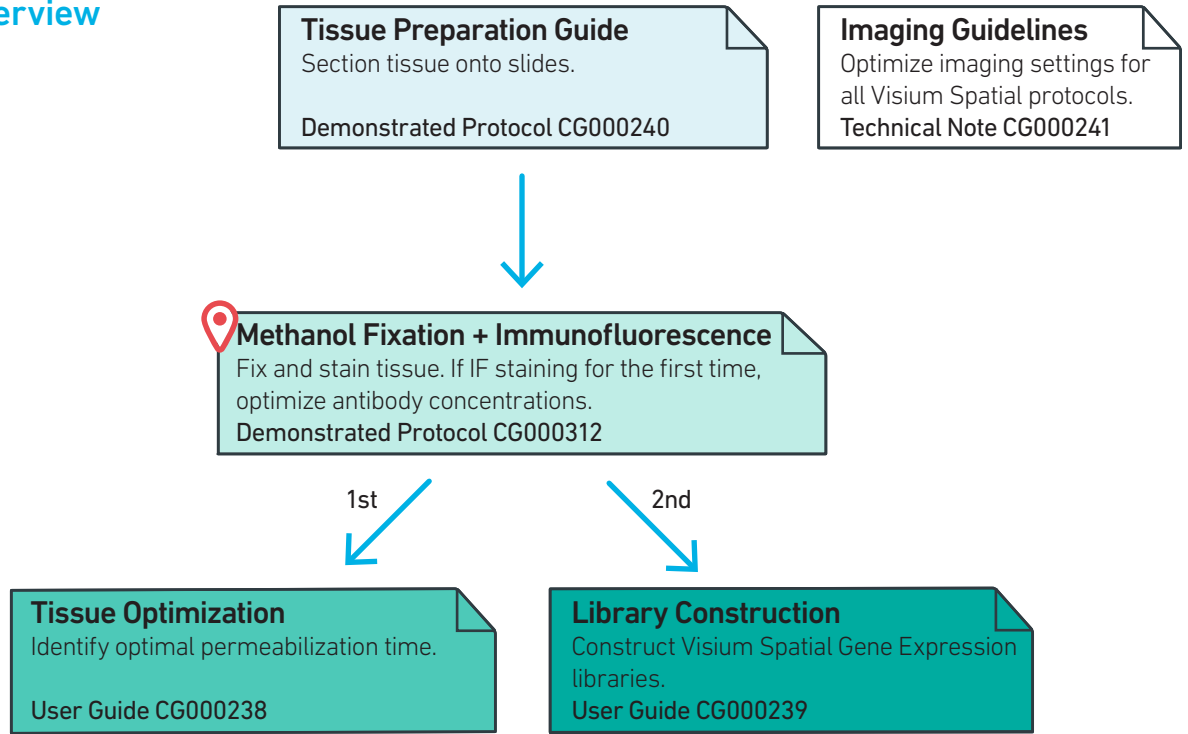 Tissue Preparation Guide
Section tissue onto slides.
Demonstrated Protocol CG000240
Imaging Guidelines
Optimize imaging settings for
all Visium Spatial protocols.
Technical Note CG000241
Methanol Fixation + Immunofluorescence
Fix and stain tissue. If IF staining for the first time,
optimize antibody concentrations.
Demonstrated Protocol CG000312
1st
2nd
Tissue Optimization
Identify optimal permeabilization time.
User Guide CG000238
Library Construction
Construct Visium Spatial Gene Expression
libraries.
User Guide CG000239